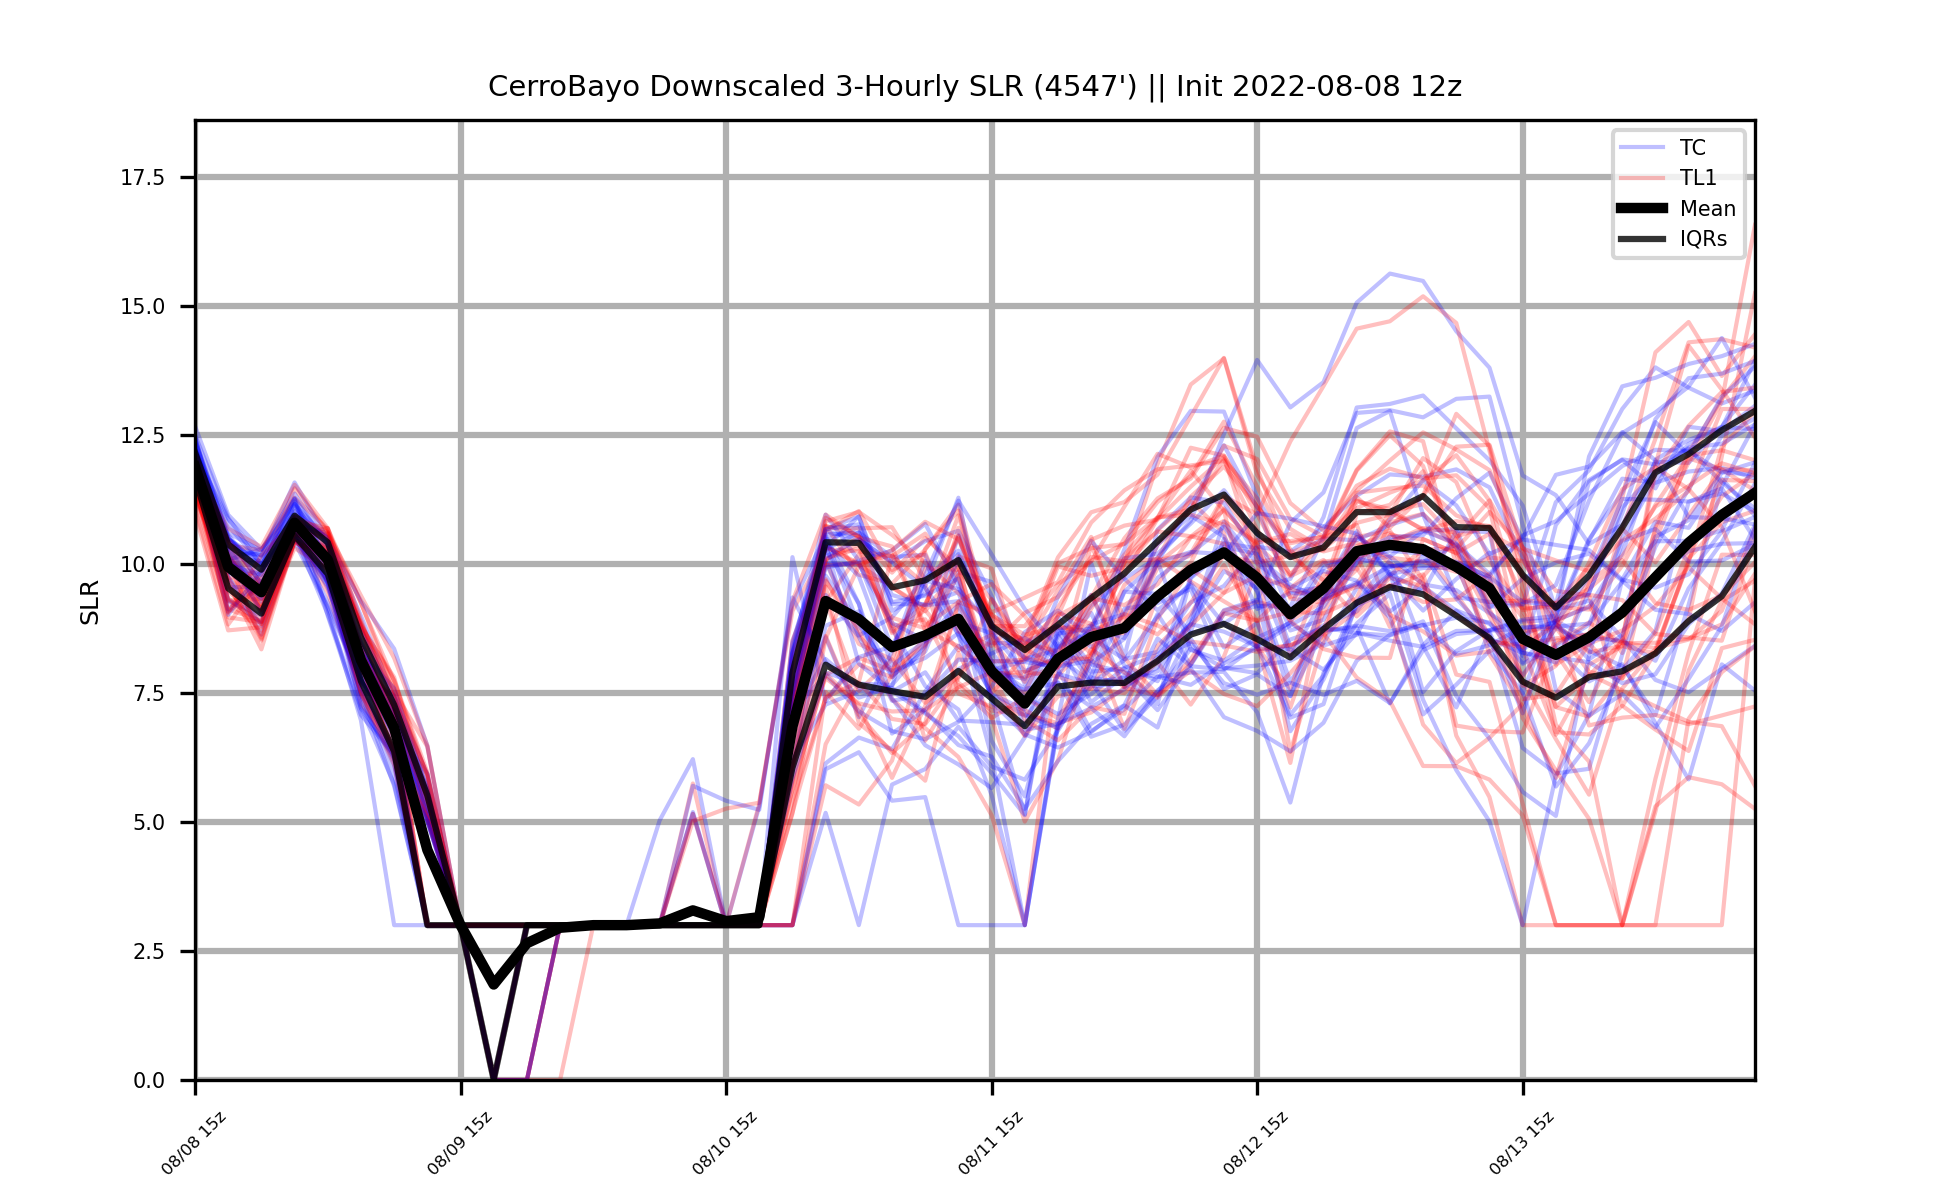 CerroBayo Downscaled 3-Hourly SLR (4547') || Init 2022-08-08 12z
TC
TL1
Mean
IQRs
SLR
17.5
15.0
12.5
10.0
7.5
5.0
2.5
0.0
08/08 15z
08/09 15z
08/10 15z
08/11 15z
08/12 15z
08/13 15z